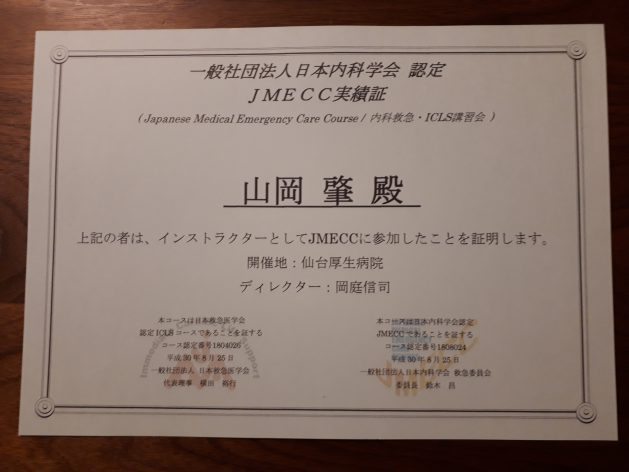 一般社団法人日本内科学会 認定
JMECC実績証
( Japanese Medical Emergency Care Course / 内科救急・ICLS講習会 )
山岡 肇 殿
上記の者は、インストラクターとしてJMECCに参加したことを証明します。
開催地：仙台厚生病院
ディレクター：岡庭信司
本コースは日本救急医学会
認定ICLSコースであることを証する
コース認定番号1804026
平成30年8月25日
一般社団法人 日本救急医学会
代表理事 横田 裕行
本コースは日本内科学会認定
JMECCであることを証する
コース認定番号1808024
平成30年8月25日
一般社団法人日本内科学会 救急委員会
委員長 鈴木 昌